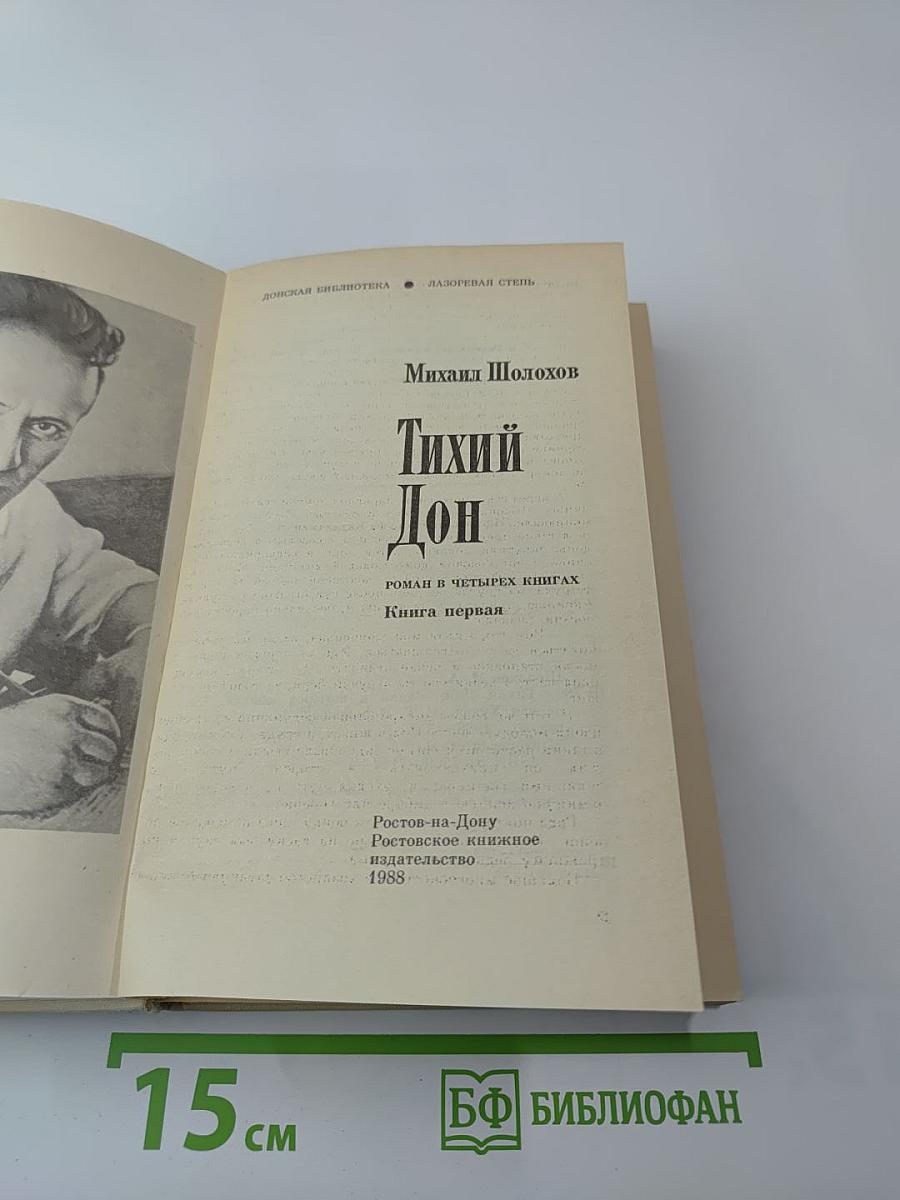 ДОНСКАЯ БИБЛИОТЕКА ● ЛАЗОРЕВАЯ СТЕПЬ
Михаил Шолохов
Тихий
Дон
РОМАН В ЧЕТЫРЕХ КНИГАХ
Книга первая
Ростов-на-Дону
Ростовское книжное
издательство
1988
15 см
БФ БИБЛИОФАН